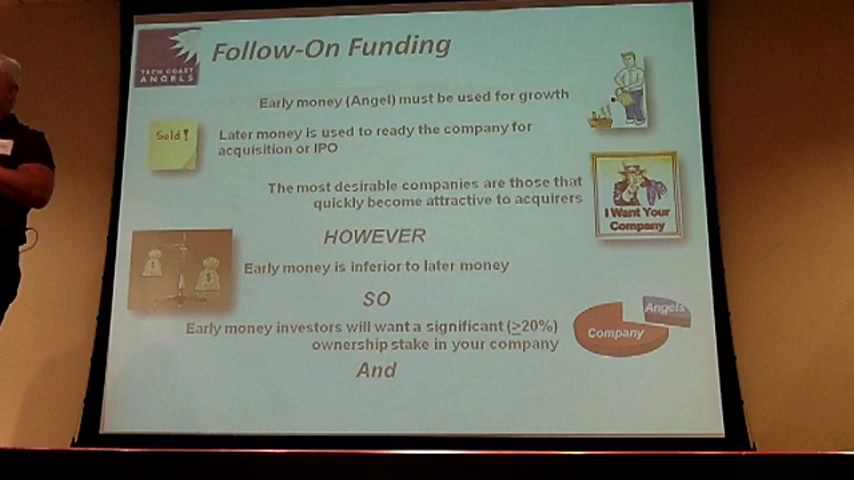 TECH COAST
ANGELS
Follow-On Funding
Early money (Angel) must be used for growth
Sold!
Later money is used to ready the company for
acquisition or IPO
The most desirable companies are those that
quickly become attractive to acquirers
I Want Your
Company
HOWEVER
$
$
Early money is inferior to later money
SO
Early money investors will want a significant (≥20%)
ownership stake in your company
Angels
Company
And